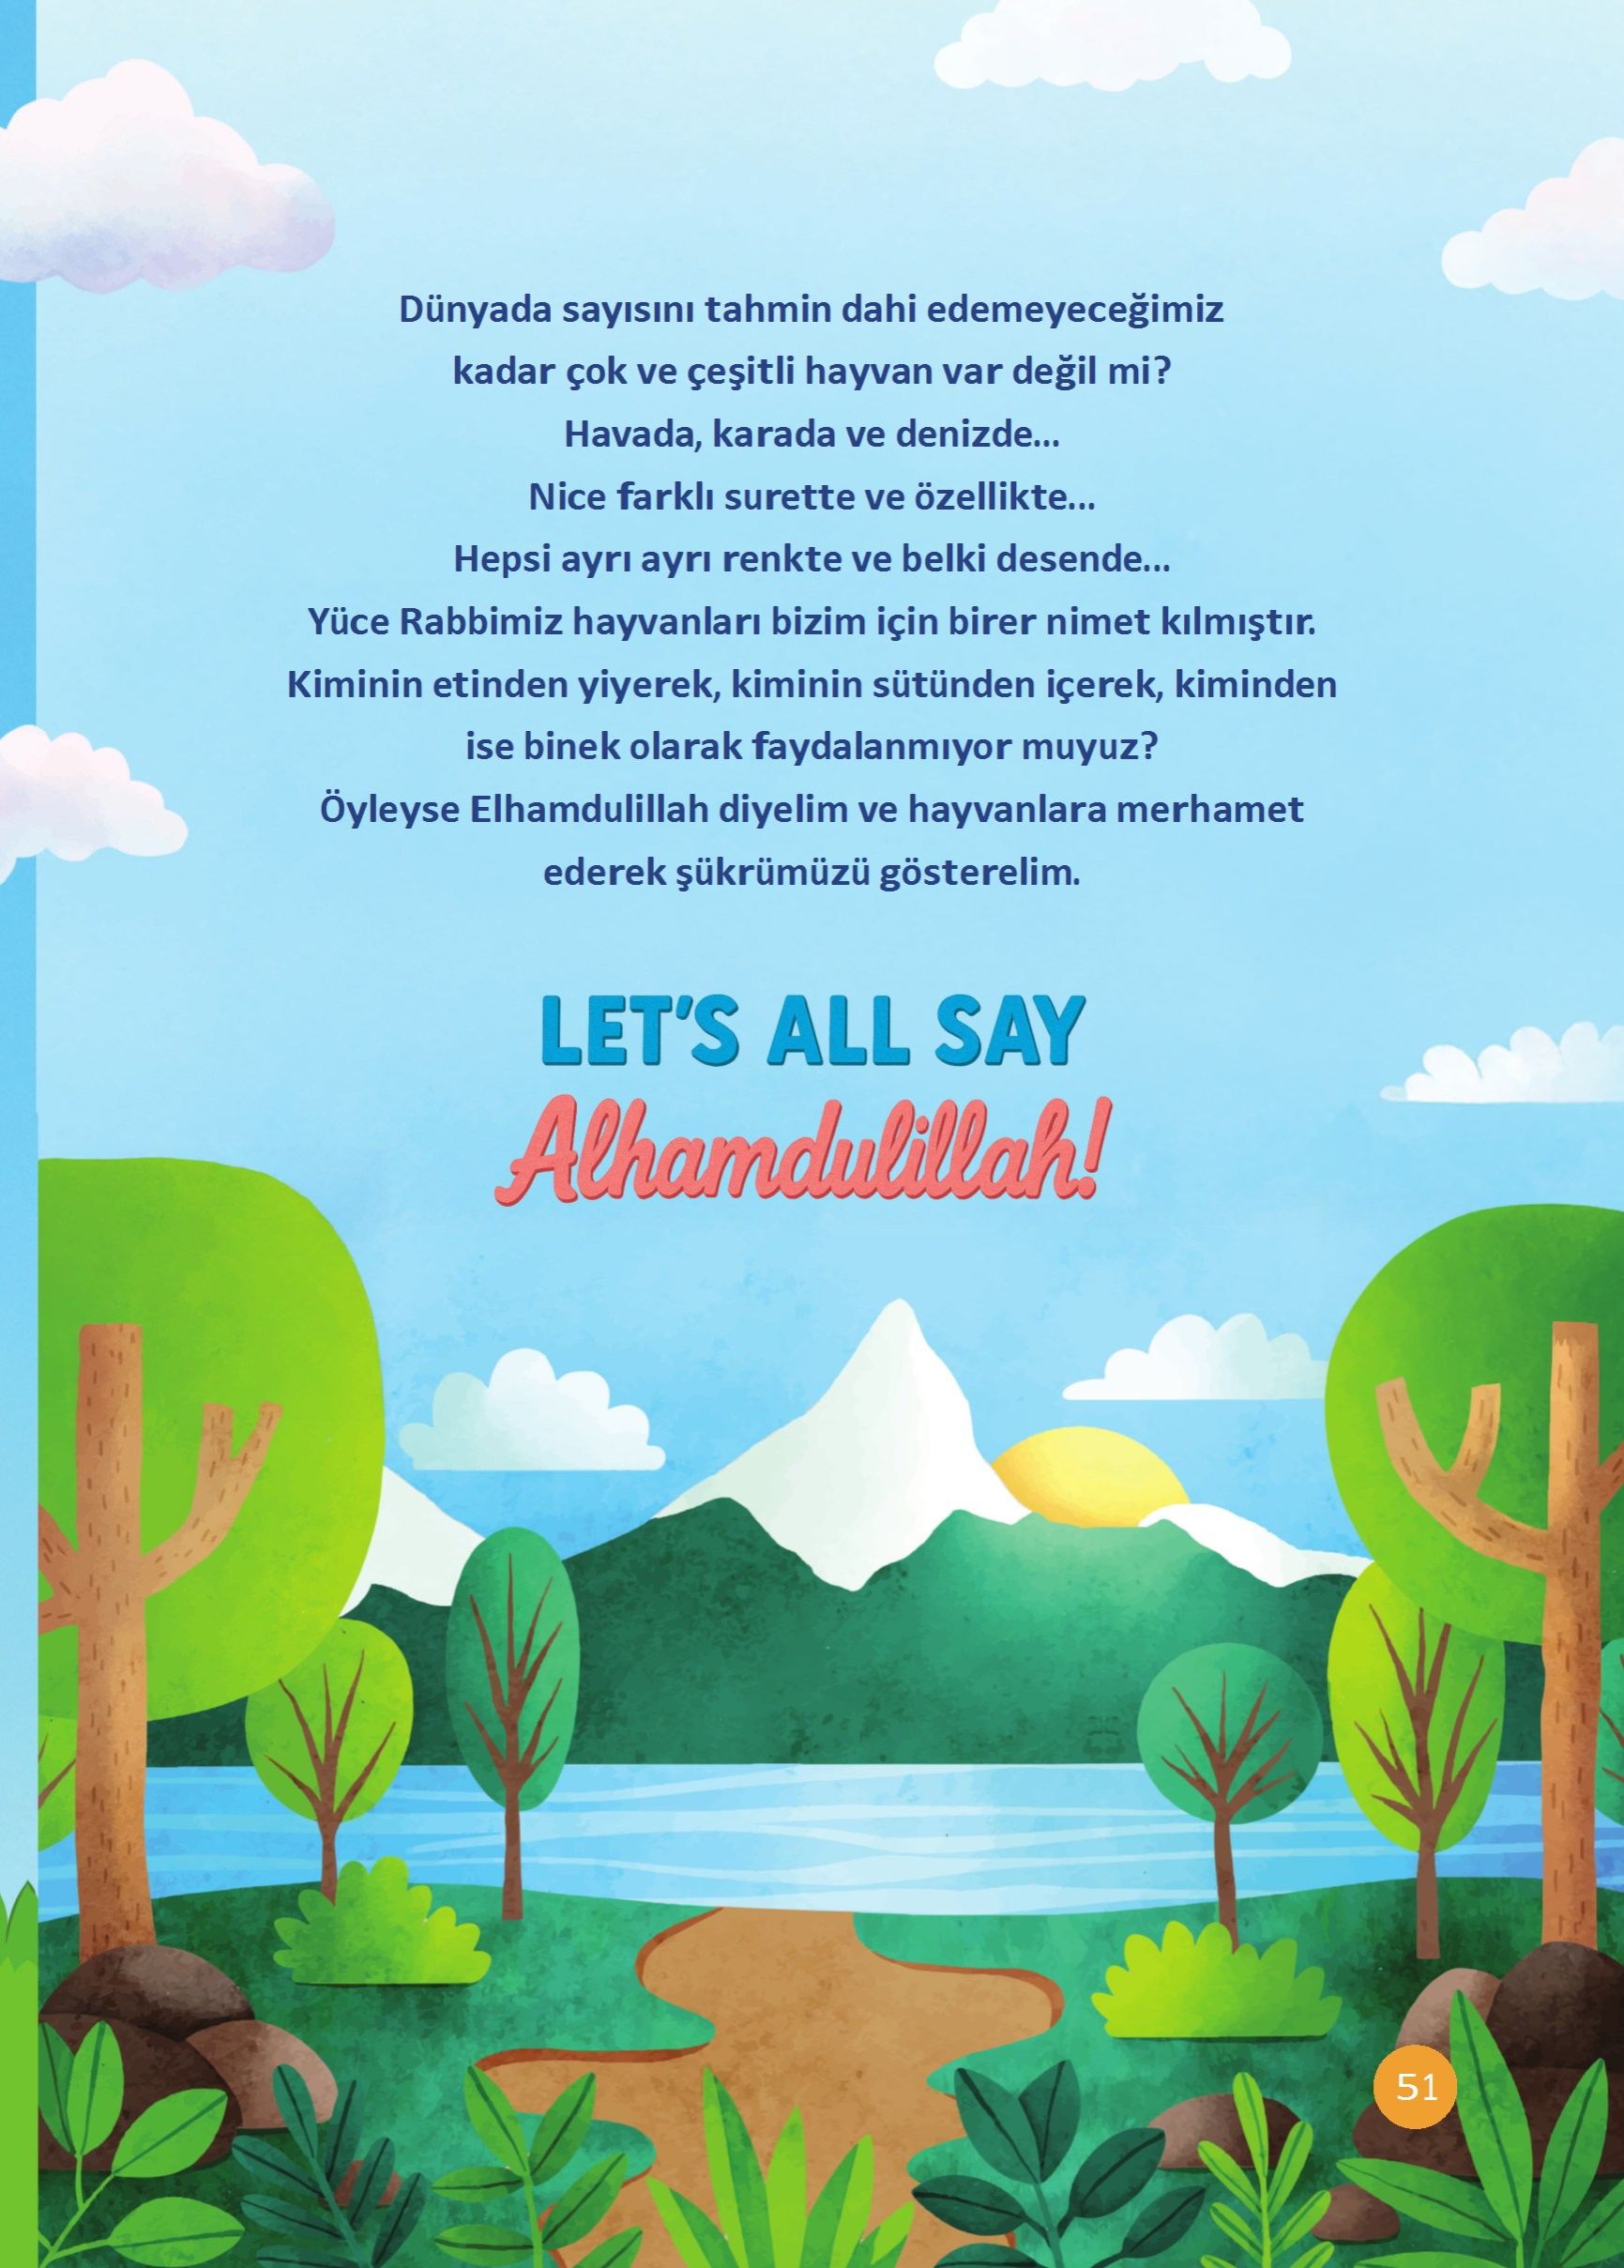 Dünyada sayısını tahmin dahi edemeyeceğimiz
kadar çok ve çeşitli hayvan var değil mi?
Havada, karada ve denizde...
Nice farklı surette ve özellikte...
Hepsi ayrı ayrı renkte ve belki desende...
Yüce Rabbimiz hayvanları bizim için birer nimet kılmıştır.
Kiminin etinden yiyerek, kiminin sütünden içerek, kiminden
ise binek olarak faydalanmıyor muyuz?
Öyleyse Elhamdulillah diyelim ve hayvanlara merhamet
ederek şükrümüzü gösterelim.
LET'S ALL SAY
Alhamdulillah!
51